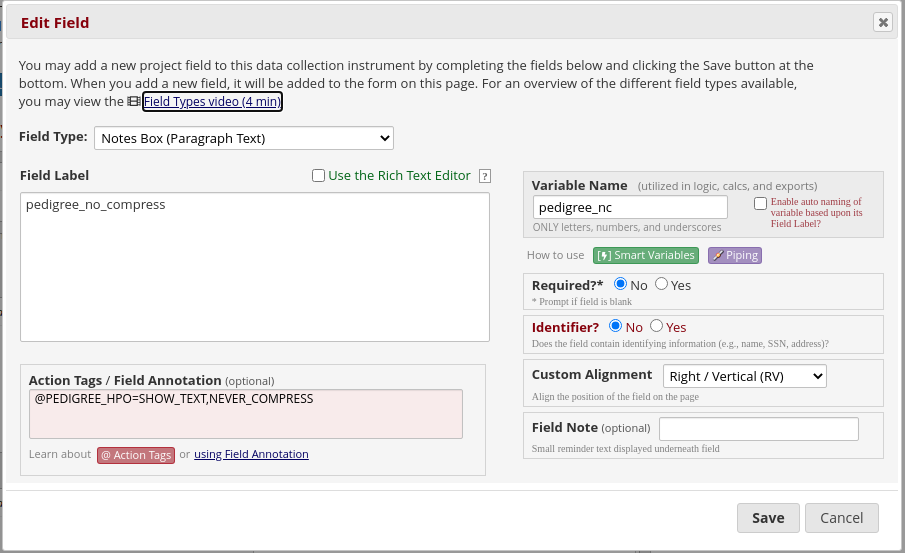 Edit Field
You may add a new project field to this data collection instrument by completing the fields below and clicking the Save button at the
bottom. When you add a new field, it will be added to the form on this page. For an overview of the different field types available,
you may view the Field Types video (4 min)
Field Type: Notes Box (Paragraph Text)
Field Label
Use the Rich Text Editor ?
pedigree_no_compress
Action Tags / Field Annotation (optional)
@PEDIGREE_HPO=SHOW_TEXT,NEVER_COMPRESS
Learn about @ Action Tags or using Field Annotation
Variable Name (utilized in logic, calcs, and exports)
pedigree_nc
ONLY letters, numbers, and underscores
Enable auto naming of
variable based upon its
Field Label?
How to use [⚡] Smart Variables Piping
Required?* No Yes
* Prompt if field is blank
Identifier? No Yes
Does the field contain identifying information (e.g., name, SSN, address)?
Custom Alignment Right / Vertical (RV)
Align the position of the field on the page
Field Note (optional)
Small reminder text displayed underneath field
Save Cancel